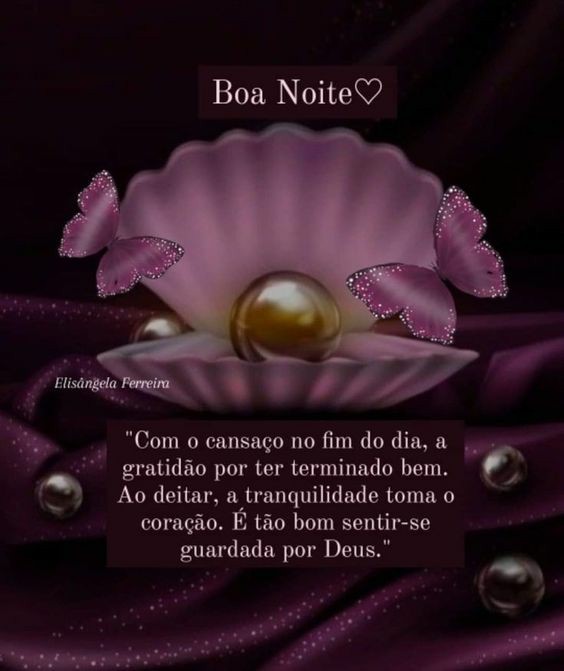 Boa Noite♡
Elisângela Ferreira
"Com o cansaço no fim do dia, a
gratidão por ter terminado bem.
Ao deitar, a tranquilidade toma o
coração. É tão bom sentir-se
guardada por Deus."